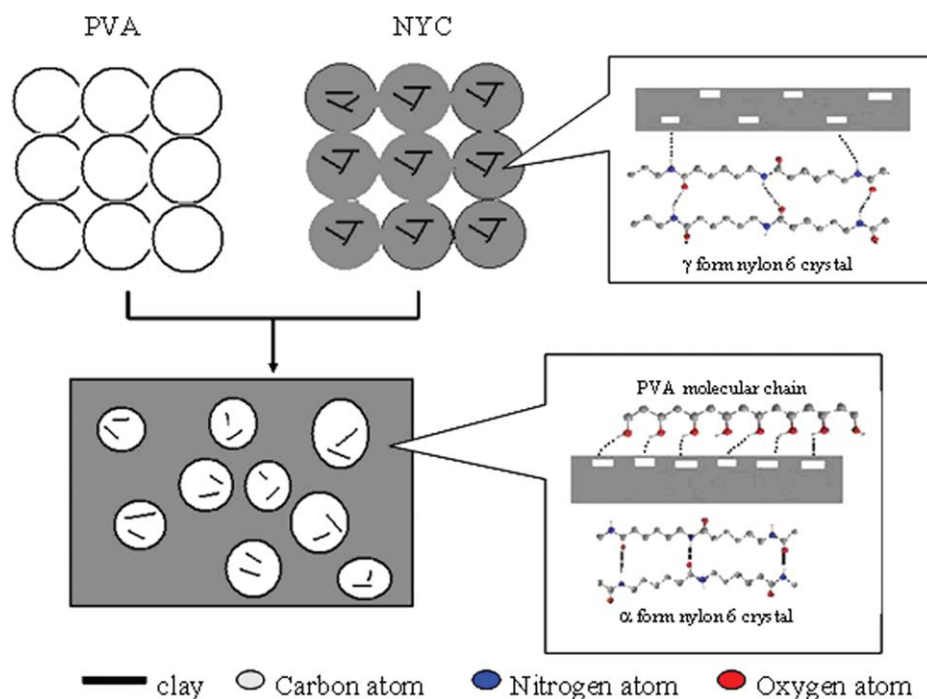 PVA
NYC
γ form nylon 6 crystal
PVA molecular chain
α form nylon 6 crystal
clay
Carbon atom
Nitrogen atom
Oxygen atom